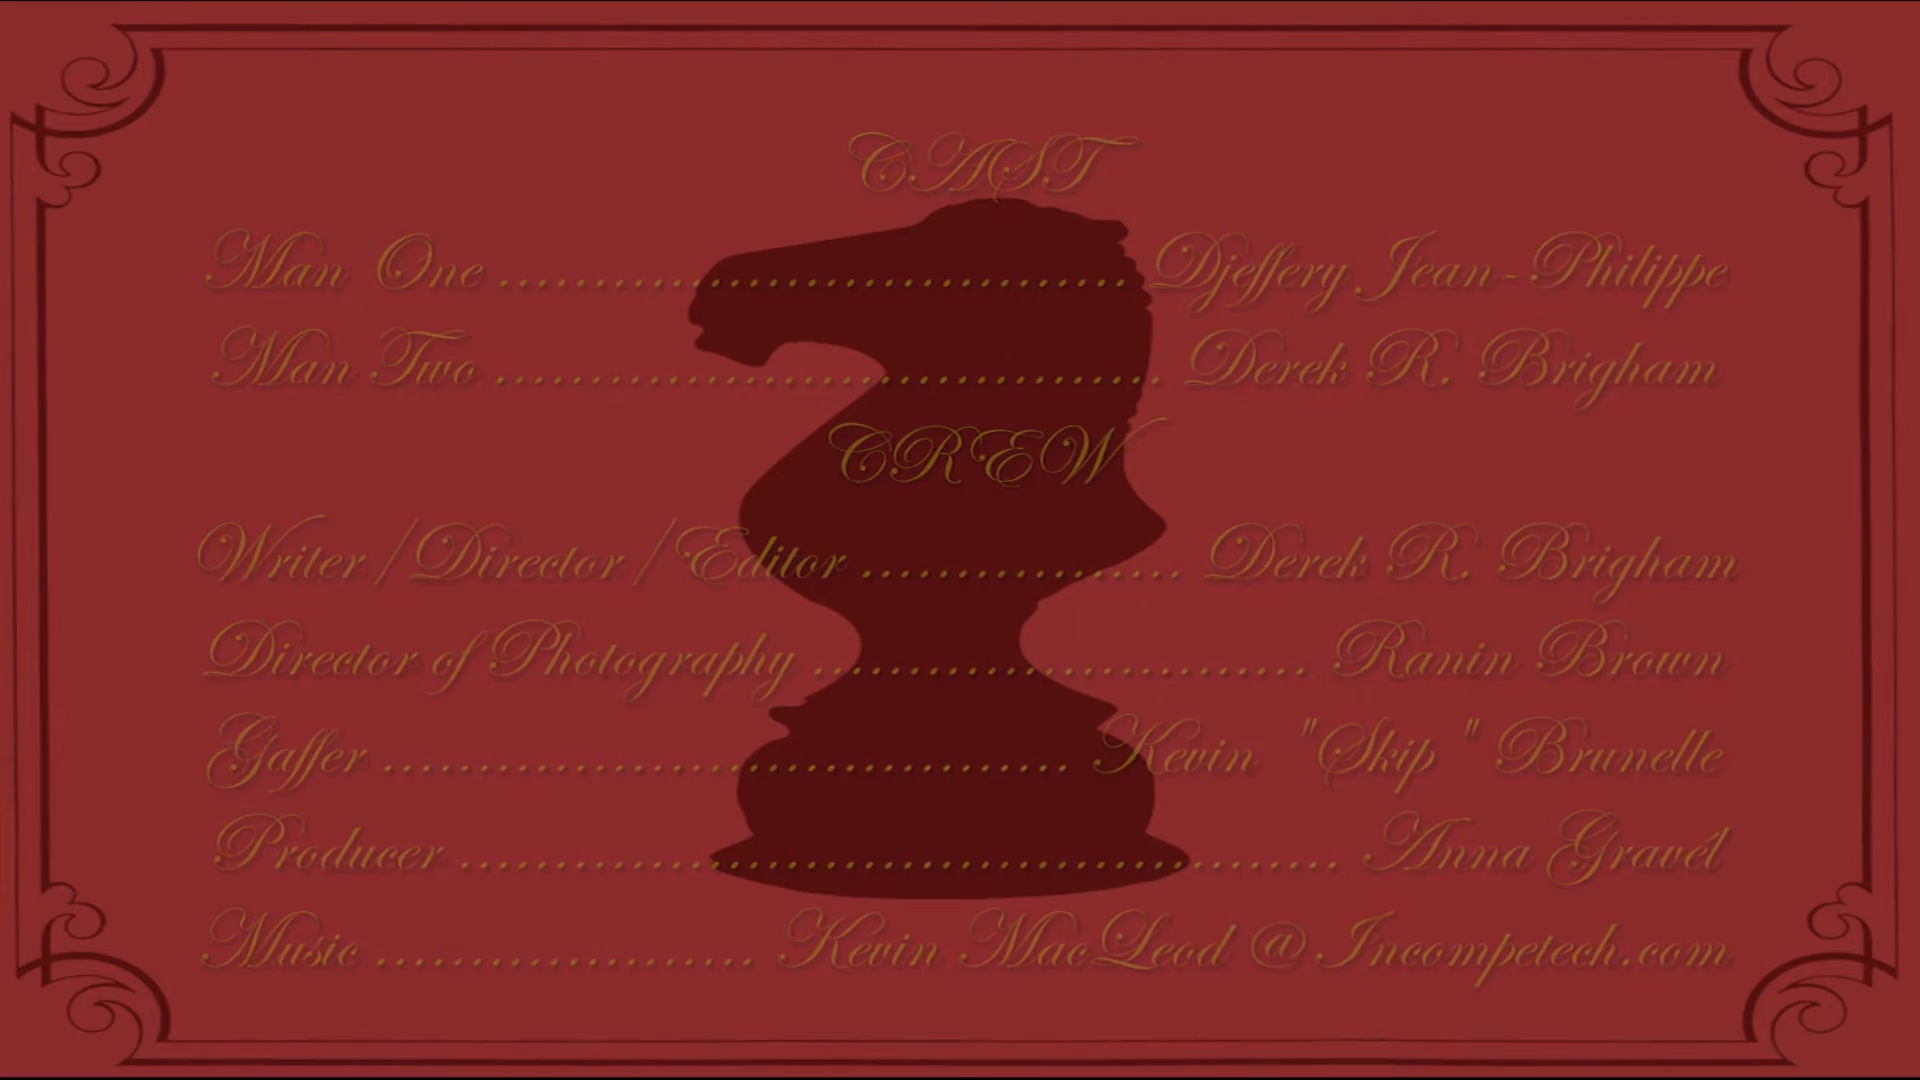 CAST
Man One ................................. Djeffery Jean-Philippe
Man Two ................................... Derek R. Brigham
CREW
Writer/Director/Editor ................. Derek R. Brigham
Director of Photography .......................... Ranin Brown
Gaffer .................................... Kevin "Skip" Brunelle
Producer .............................................. Anna Gravél
Music .................... Kevin MacLeod @ Incompetech.com